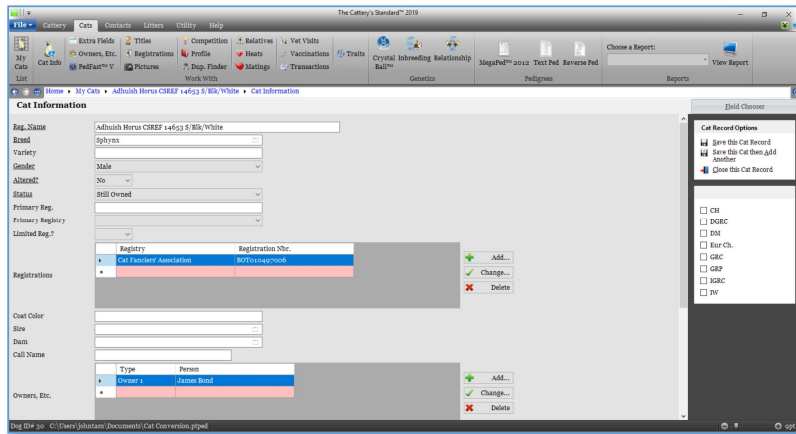 The Cattery's Standard™ 2019
File Cattery Cats Contacts Litters Utility Help
My Cats
Cat Info
Extra Fields
Owners, Etc.
PedFast™ V
Titles
Registrations
Pictures
Competition
Profile
Dup. Finder
Relatives
Heats
Matings
Vet Visits
Vaccinations
Transactions
Traits
Crystal Ball™
Inbreeding
Relationship
MegaPed™ 2012
Text Ped
Reverse Ped
Choose a Report:
View Report
List
Work With
Genetics
Pedigrees
Reports
Home My Cats Adhuish Horus CSREF 14653 S/Blk/White Cat Information
Cat Information
Field Chooser
Reg. Name Adhuish Horus CSREF 14653 S/Blk/White
Breed Sphynx
Variety
Gender Male
Altered? No
Status Still Owned
Primary Reg.
Primary Registry
Limited Reg.?
Registrations
Registry Registration Nbr.
Cat Fanciers' Association BOT010497006
Add...
Change...
Delete
Coat Color
Sire
Dam
Call Name
Owners, Etc.
Type Person
Owner 1 James Bond
Add...
Change...
Delete
Cat Record Options
Save this Cat Record
Save this Cat then Add
Another
Close this Cat Record
CH
DGRC
DM
Eur Ch.
GRC
GRP
IGRC
IW
Dog ID# 30 C:\Users\johntam\Documents\Cat Conversion.ptped
9pt